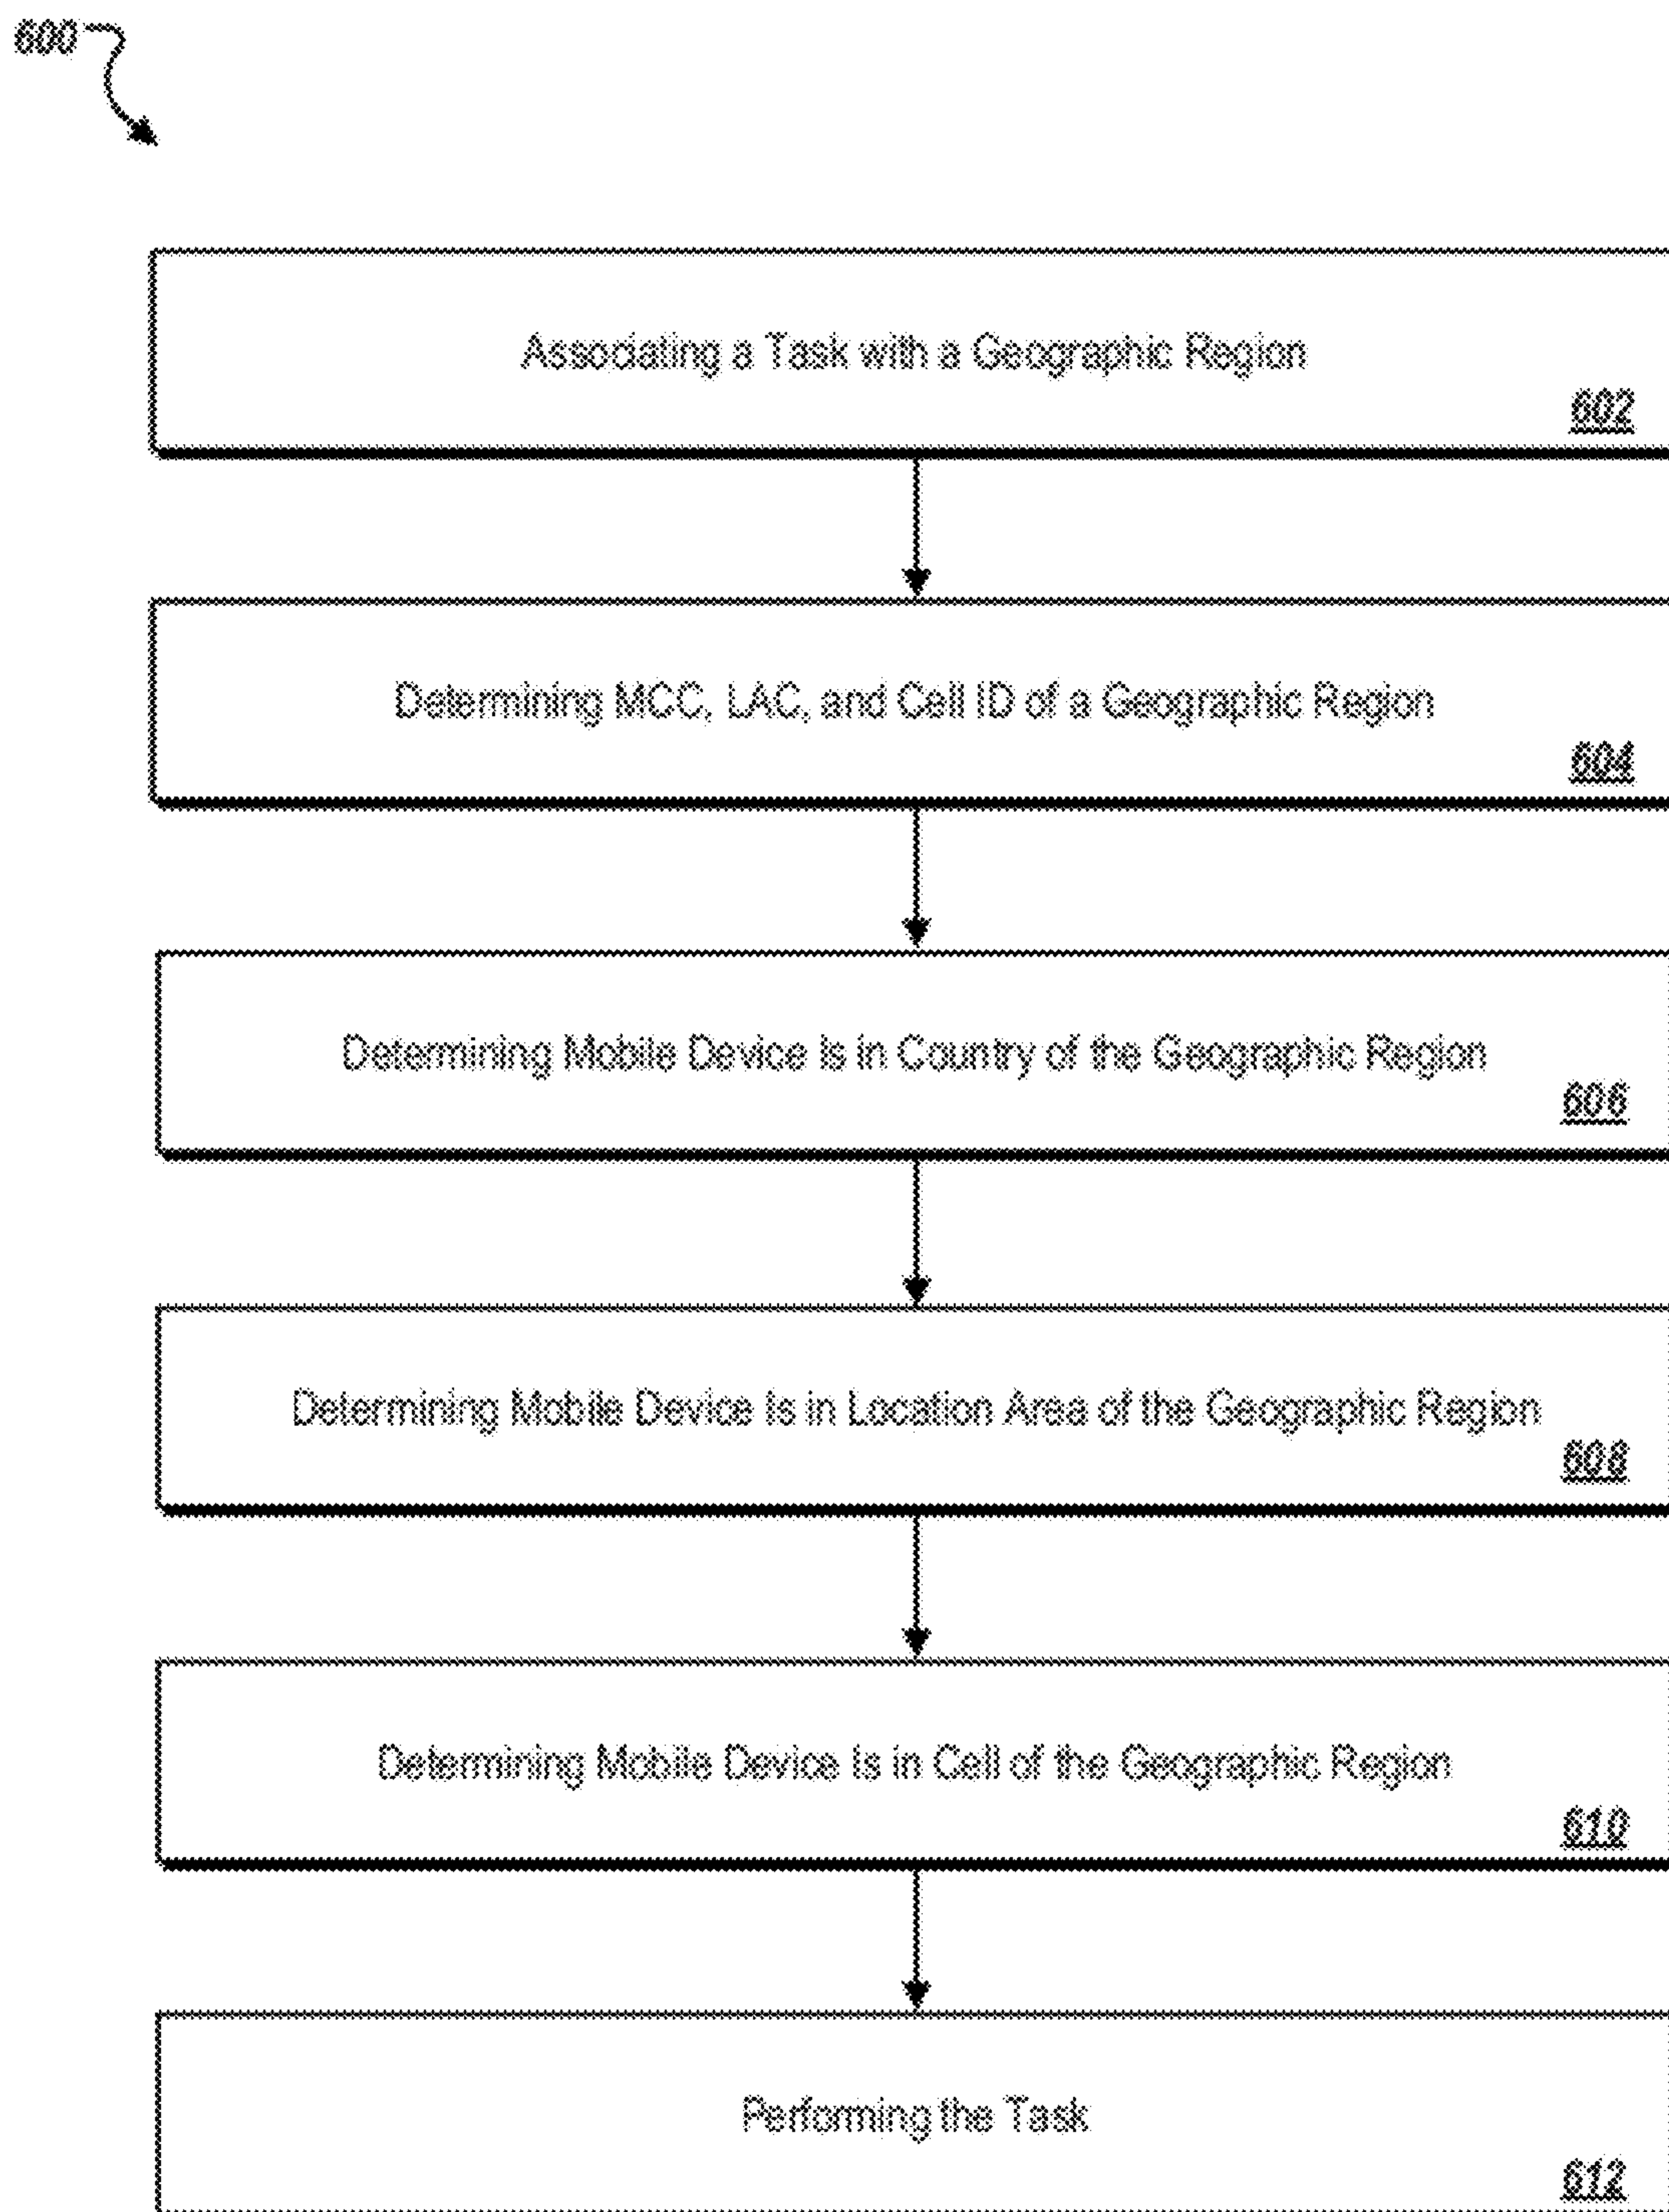 600
Associating a Task with a Geographic Region
602
Determining MCC, LAC, and Cell ID of a Geographic Region
604
Determining Mobile Device Is in Country of the Geographic Region
606
Determining Mobile Device Is in Location Area of the Geographic Region
608
Determining Mobile Device Is in Cell of the Geographic Region
610
Performing the Task
612